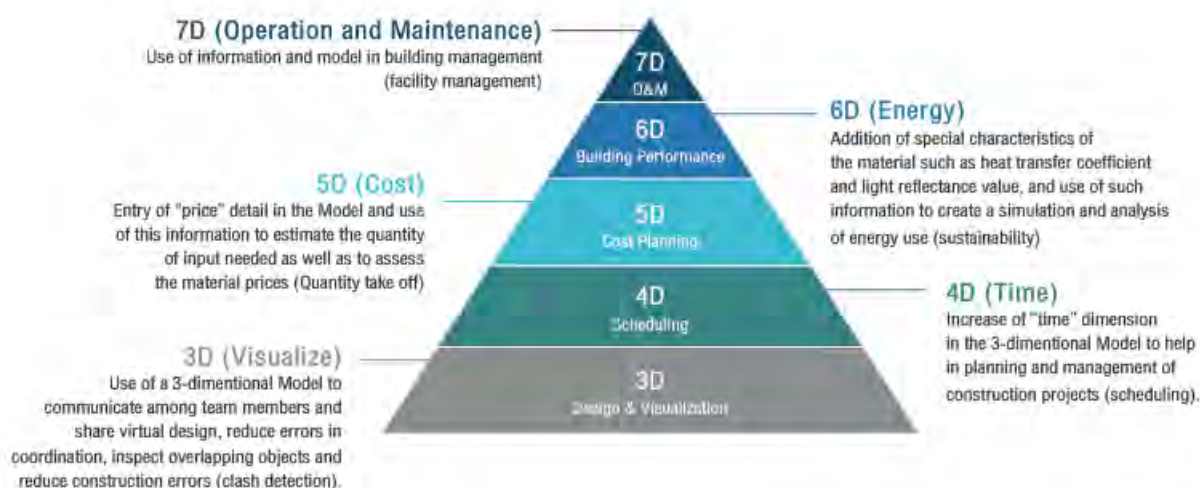 7D (Operation and Maintenance)
Use of information and model in building management
(facility management)
7D
O&M
6D
Building Performance
6D (Energy)
Addition of special characteristics of
the material such as heat transfer coefficient
and light reflectance value, and use of such
information to create a simulation and analysis
of energy use (sustainability)
5D (Cost)
Entry of "price" detail in the Model and use
of this information to estimate the quantity
of input needed as well as to assess
the material prices (Quantity take off)
5D
Cost Planning
4D
Scheduling
4D (Time)
Increase of "time" dimension
in the 3-dimensional Model to help
in planning and management of
construction projects (scheduling).
3D (Visualize)
Use of a 3-dimentional Model to
communicate among team members and
share virtual design, reduce errors in
coordination, inspect overlapping objects and
reduce construction errors (clash detection).
3D
Design & Visualization